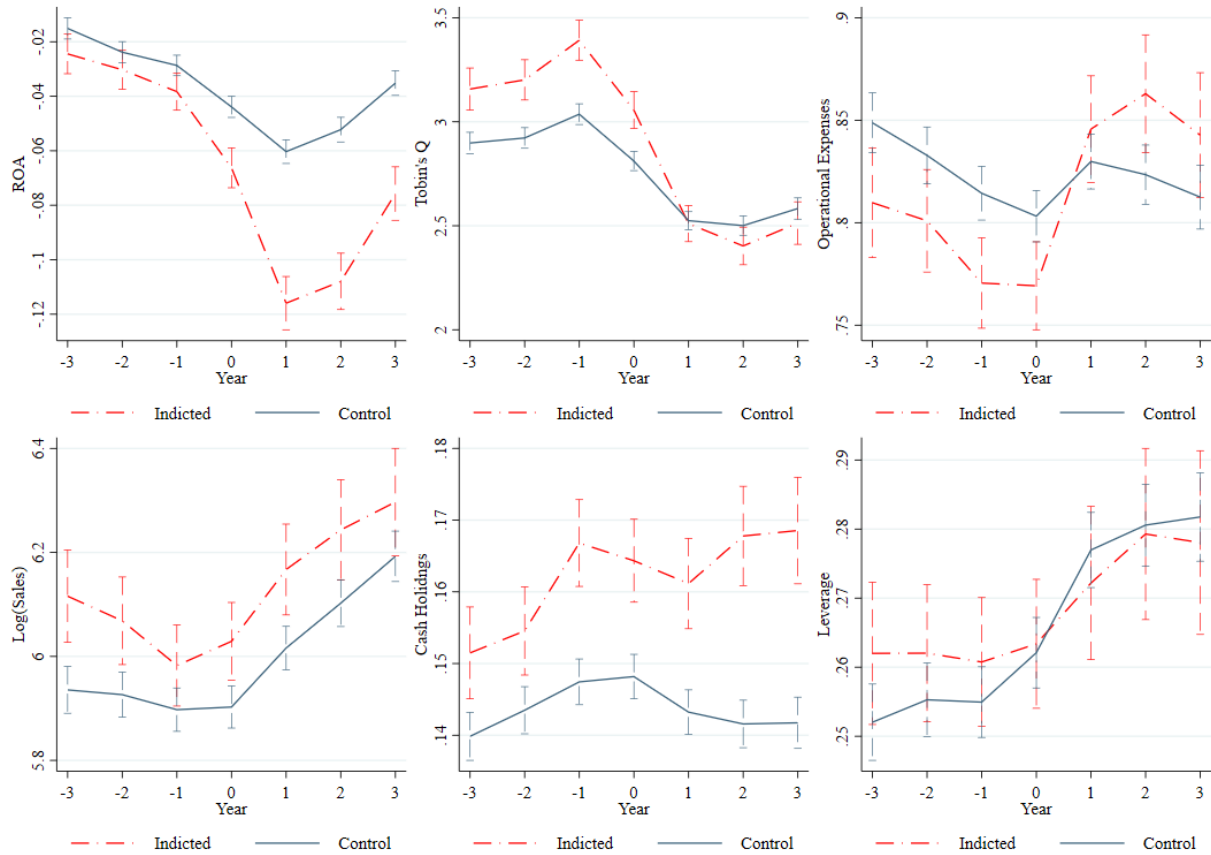 ROA
-.02
-.04
-.06
-.08
-.1
-.12
-3 -2 -1 0 1 2 3
Year
Indicted Control
Tobin's Q
3.5
3
2.5
2
-3 -2 -1 0 1 2 3
Year
Indicted Control
Operational Expenses
.9
.85
.8
.75
-3 -2 -1 0 1 2 3
Year
Indicted Control
Log(Sales)
6.4
6.2
6
5.8
-3 -2 -1 0 1 2 3
Year
Indicted Control
Cash Holidngs
.18
.17
.16
.15
.14
-3 -2 -1 0 1 2 3
Year
Indicted Control
Leverage
.29
.28
.27
.26
.25
-3 -2 -1 0 1 2 3
Year
Indicted Control